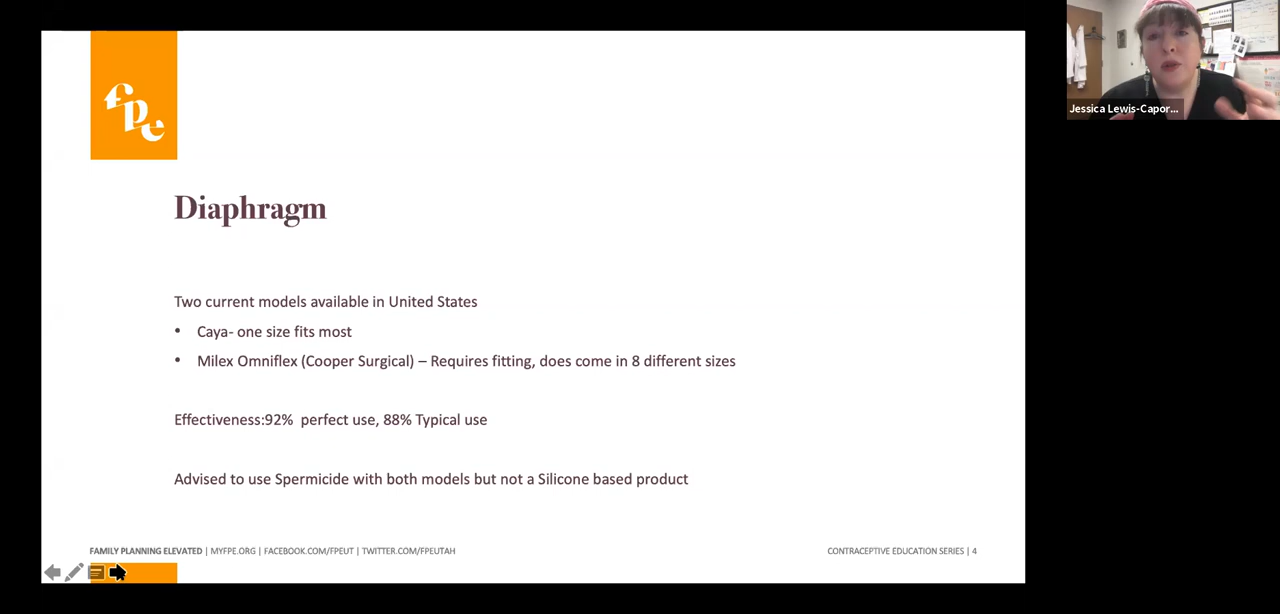 fpe
Jessica Lewis-Capor...
Diaphragm
Two current models available in United States
• Caya- one size fits most
• Milex Omniflex (Cooper Surgical) – Requires fitting, does come in 8 different sizes
Effectiveness:92%  perfect use, 88% Typical use
Advised to use Spermicide with both models but not a Silicone based product
FAMILY PLANNING ELEVATED | MYFPE.ORG | FACEBOOK.COM/FPEUT | TWITTER.COM/FPEUTAH
CONTRACEPTIVE EDUCATION SERIES | 4